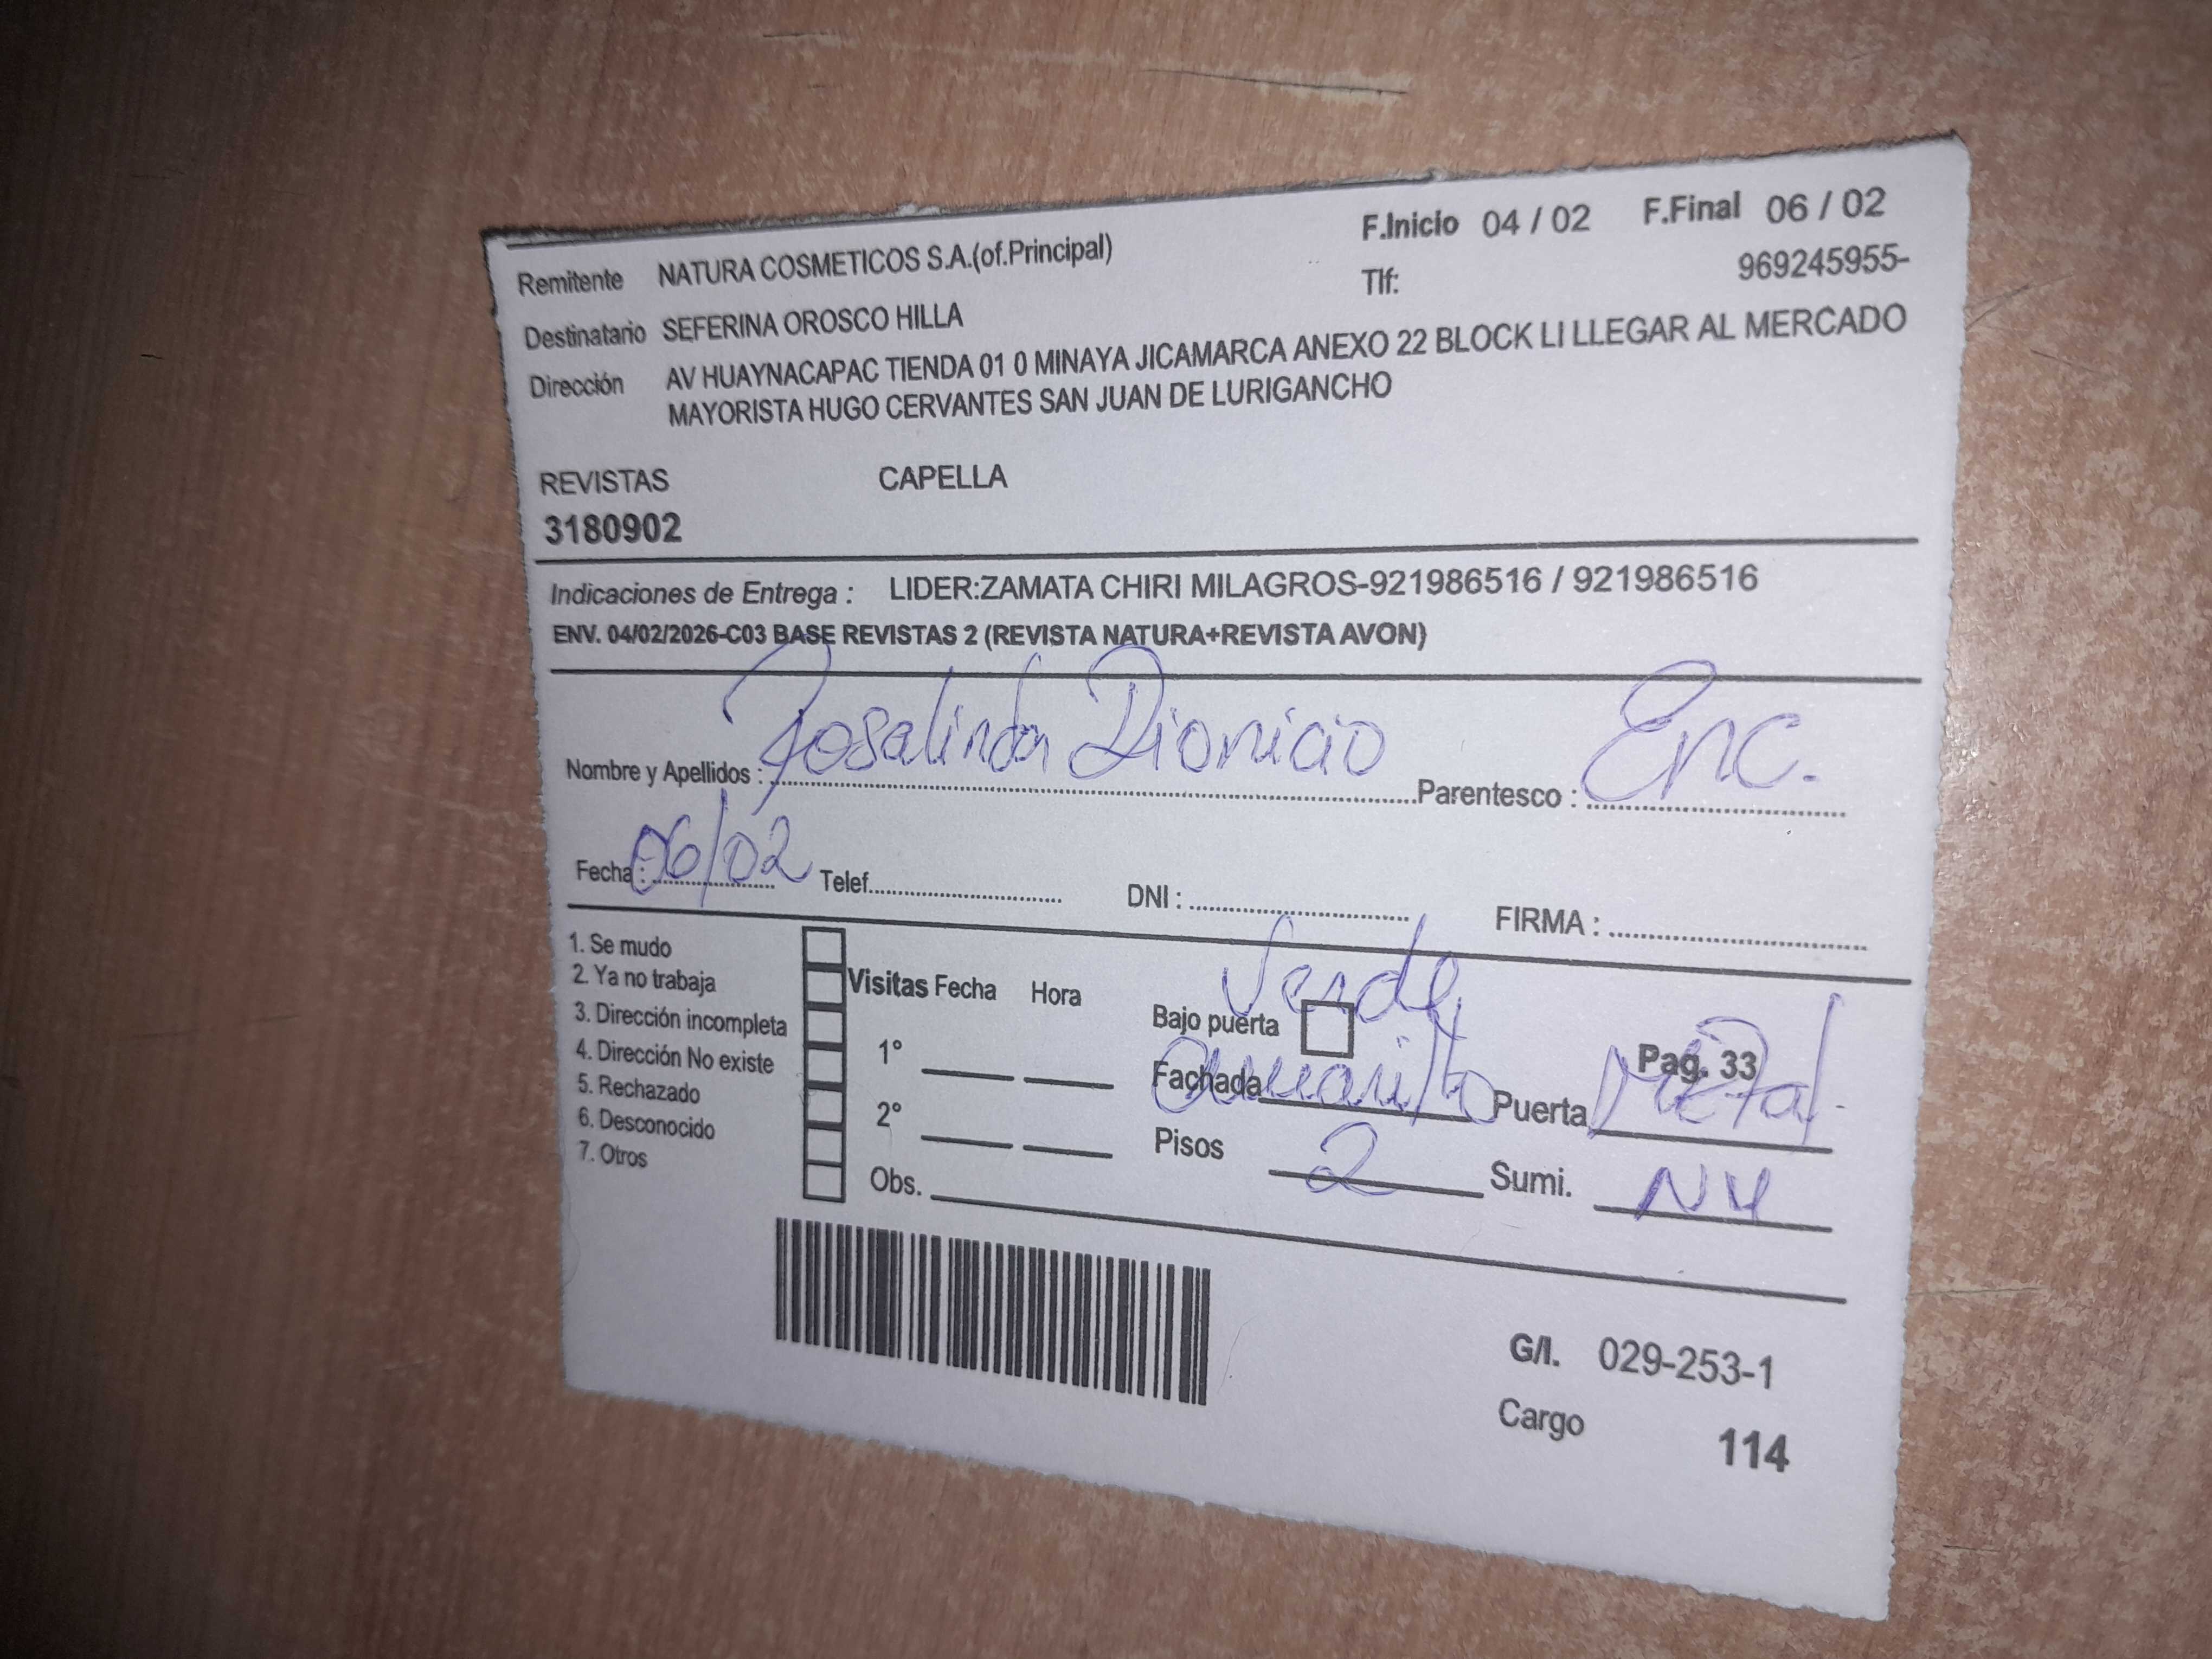 F.Inicio 04 / 02 F.Final 06 / 02
Remitente NATURA COSMETICOS S.A.(of.Principal) Tlf: 969245955-
Destinatario SEFERINA OROSCO HILLA
Dirección AV HUAYNACAPAC TIENDA 01 0 MINAYA JICAMARCA ANEXO 22 BLOCK LI LLEGAR AL MERCADO
MAYORISTA HUGO CERVANTES SAN JUAN DE LURIGANCHO
REVISTAS CAPELLA
3180902
Indicaciones de Entrega : LIDER:ZAMATA CHIRI MILAGROS-921986516 / 921986516
ENV. 04/02/2026-C03 BASE REVISTAS 2 (REVISTA NATURA+REVISTA AVON)
Nombre y Apellidos : Rosalinda Dionicio Parentesco : Enc.
Fecha : 06/02 Telef. DNI : FIRMA :
1. Se mudo
2. Ya no trabaja
3. Dirección incompleta
4. Dirección No existe
5. Rechazado
6. Desconocido
7. Otros
Visitas Fecha Hora
1°
2°
Obs.
Verde
Bajo puerta
Pag. 33
Fachada Amarillo Puerta Metal.
Pisos 2 Sumi. N4
G/I. 029-253-1
Cargo 114